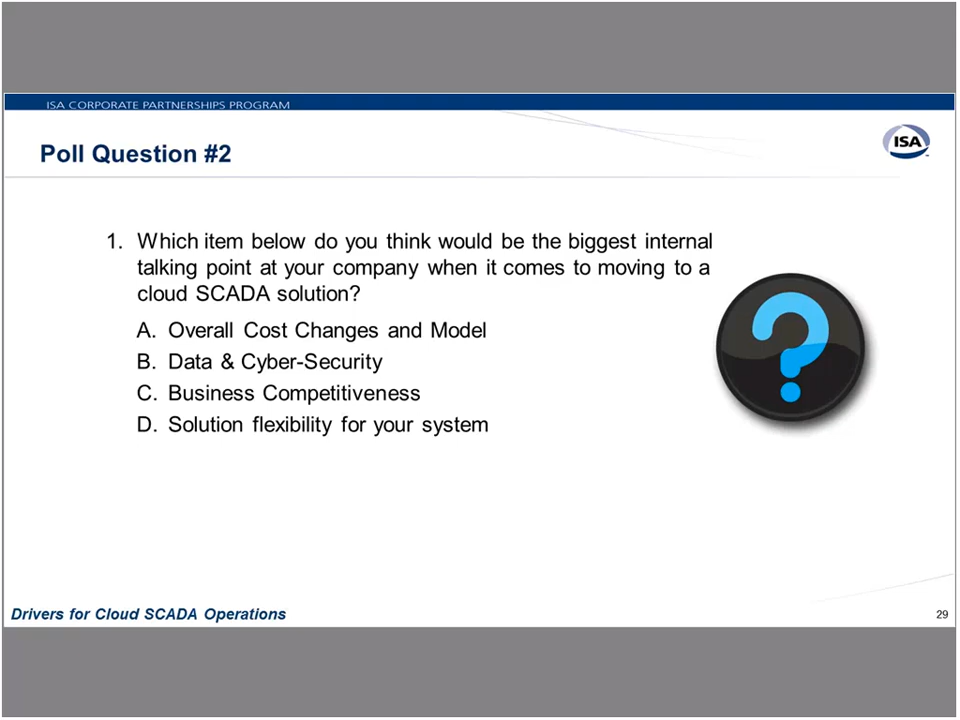 ISA CORPORATE PARTNERSHIPS PROGRAM
Poll Question #2
ISA
1. Which item below do you think would be the biggest internal
talking point at your company when it comes to moving to a
cloud SCADA solution?
A. Overall Cost Changes and Model
B. Data & Cyber-Security
C. Business Competitiveness
D. Solution flexibility for your system
Drivers for Cloud SCADA Operations
29